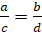 a/c = b/d